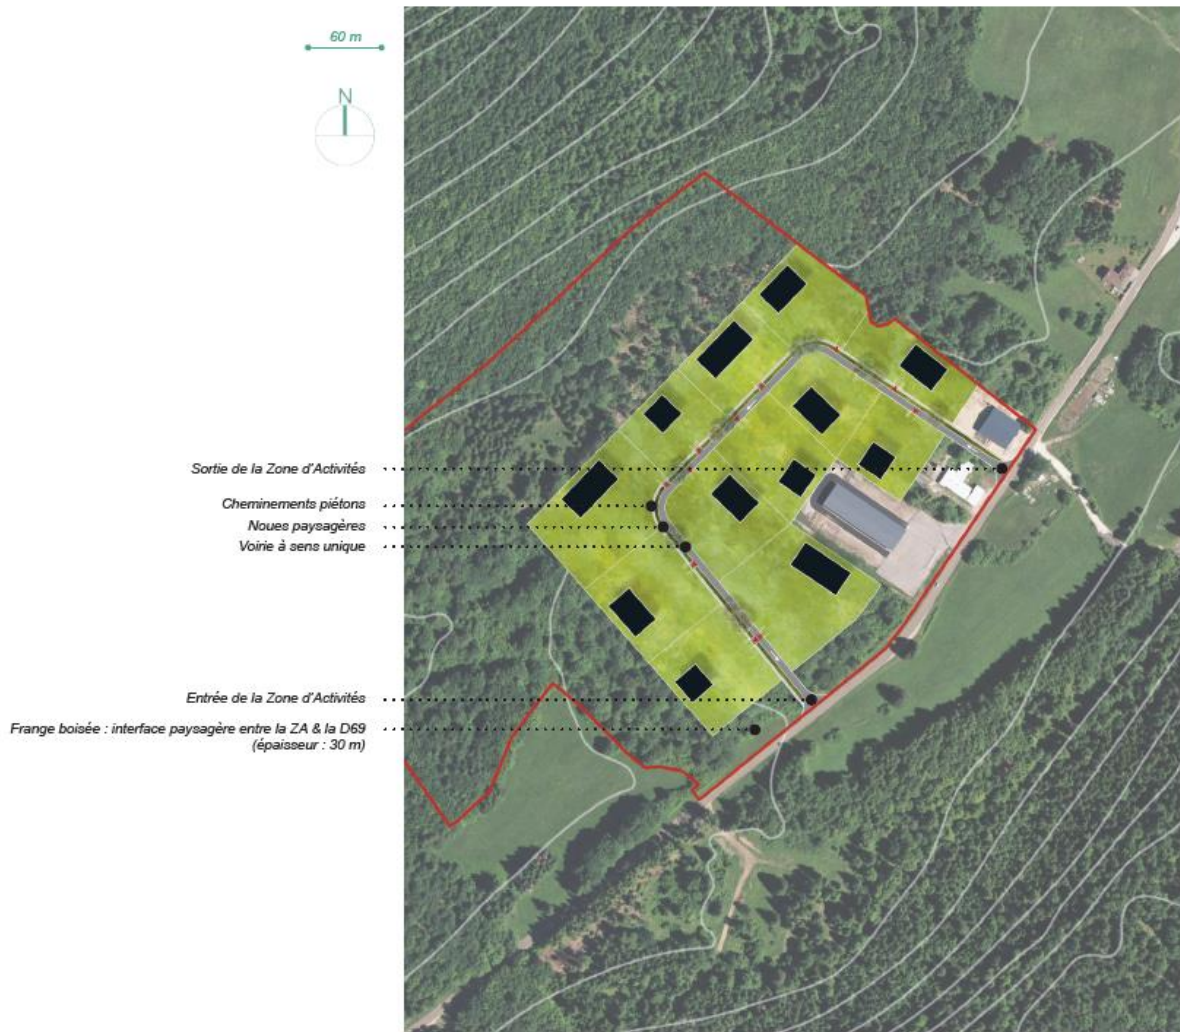 60 m
N
Sortie de la Zone d'Activités
Cheminements piétons
Noues paysagères
Voirie à sens unique
Entrée de la Zone d'Activités
Frange boisée : interface paysagère entre la ZA & la D69
(épaisseur : 30 m)